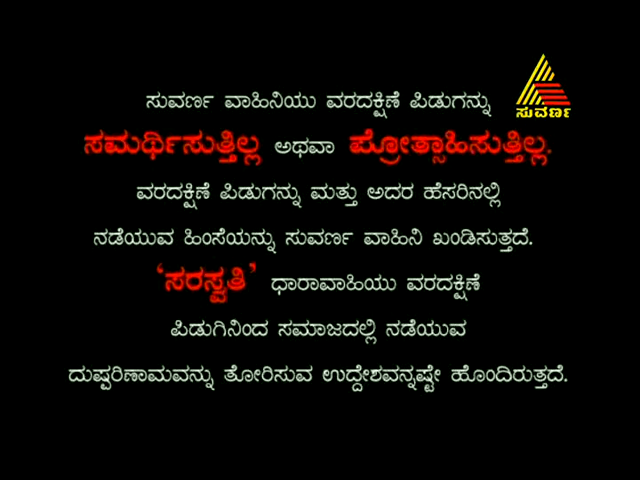 ಸುವರ್ಣ
ಸುವರ್ಣ ವಾಹಿನಿಯು ವರದಕ್ಷಿಣೆ ಪಿಡುಗನ್ನು
ಸಮರ್ಥಿಸುತ್ತಿಲ್ಲ ಅಥವಾ ಪ್ರೋತ್ಸಾಹಿಸುತ್ತಿಲ್ಲ.
ವರದಕ್ಷಿಣೆ ಪಿಡುಗನ್ನು ಮತ್ತು ಅದರ ಹೆಸರಿನಲ್ಲಿ
ನಡೆಯುವ ಹಿಂಸೆಯನ್ನು ಸುವರ್ಣ ವಾಹಿನಿ ಖಂಡಿಸುತ್ತದೆ.
‘ಸರಸ್ವತಿ’ ಧಾರಾವಾಹಿಯು ವರದಕ್ಷಿಣೆ
ಪಿಡುಗಿನಿಂದ ಸಮಾಜದಲ್ಲಿ ನಡೆಯುವ
ದುಷ್ಪರಿಣಾಮವನ್ನು ತೋರಿಸುವ ಉದ್ದೇಶವನ್ನಷ್ಟೇ ಹೊಂದಿರುತ್ತದೆ.